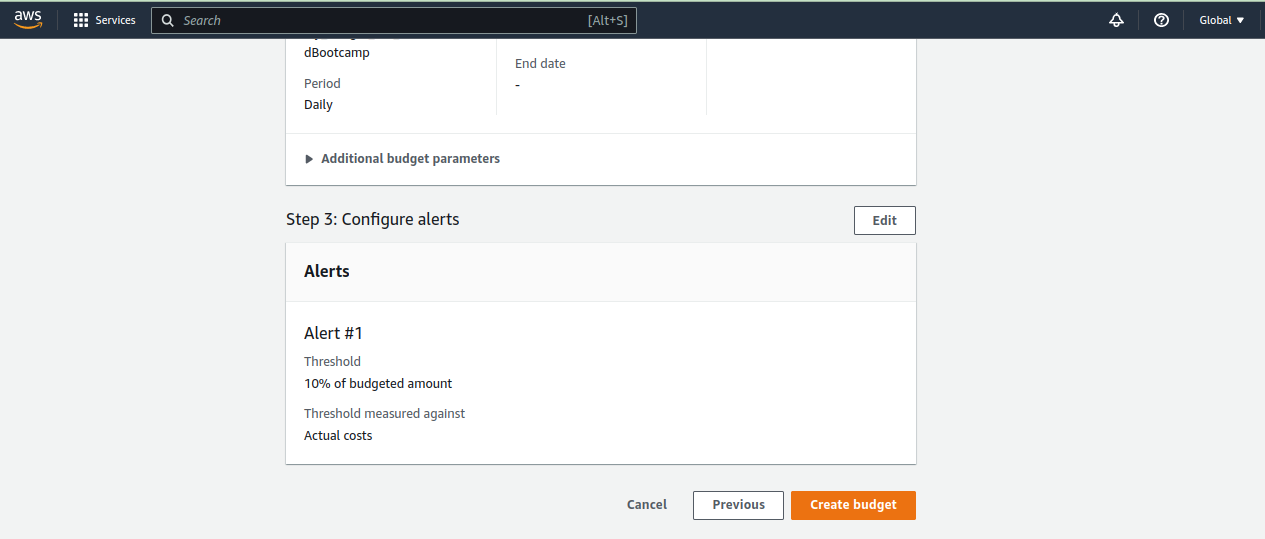 aws
Services
Search
[Alt+S]
Global
dBootcamp
End date
-
Period
Daily
Additional budget parameters
Step 3: Configure alerts
Edit
Alerts
Alert #1
Threshold
10% of budgeted amount
Threshold measured against
Actual costs
Cancel
Previous
Create budget